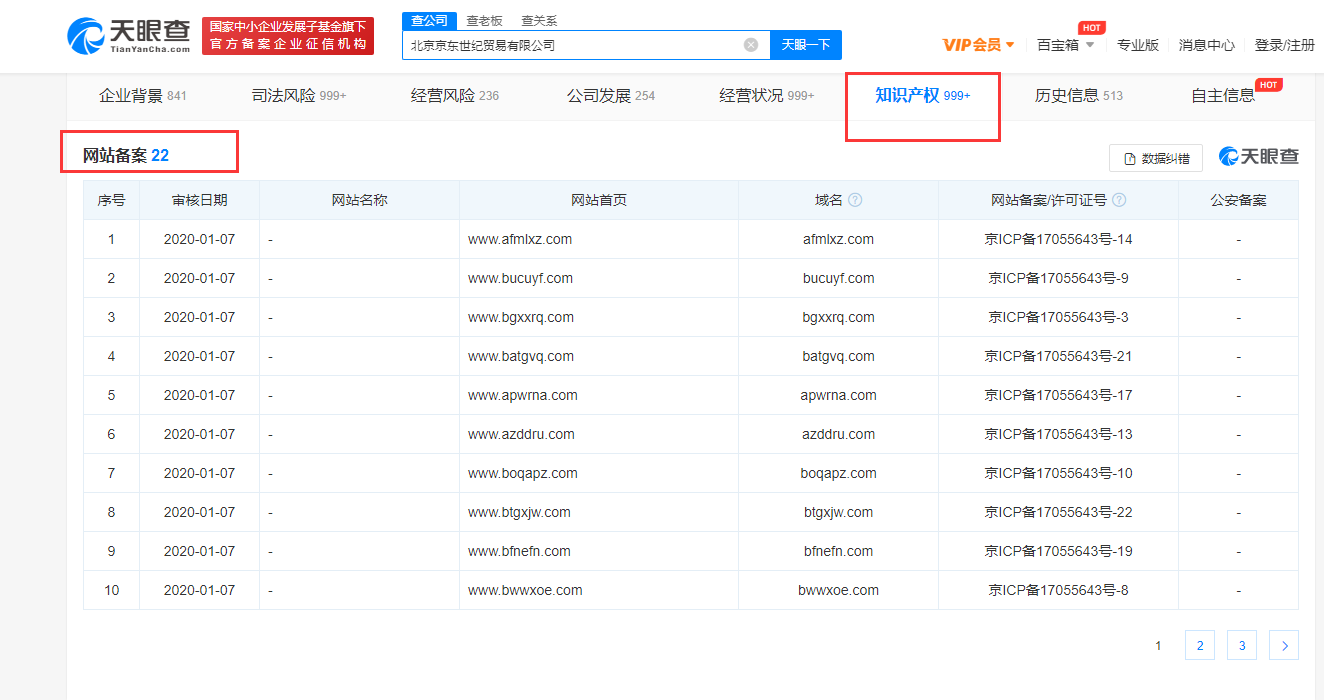 天眼查
TianYanCha.com
国家中小企业发展子基金旗下
官方备案企业征信机构
查公司 查老板 查关系
北京京东世纪贸易有限公司
天眼一下
VIP会员
百宝箱
HOT
专业版
消息中心
登录/注册
企业背景 841
司法风险 999+
经营风险 236
公司发展 254
经营状况 999+
知识产权 999+
历史信息 513
自主信息
HOT
网站备案 22
数据纠错
天眼查
序号 审核日期 网站名称 网站首页 域名 ? 网站备案/许可证号 ? 公安备案
1 2020-01-07 - www.afmlxz.com afmlxz.com 京ICP备17055643号-14 -
2 2020-01-07 - www.bucuyf.com bucuyf.com 京ICP备17055643号-9 -
3 2020-01-07 - www.bgxxrq.com bgxxrq.com 京ICP备17055643号-3 -
4 2020-01-07 - www.batgvq.com batgvq.com 京ICP备17055643号-21 -
5 2020-01-07 - www.apwrna.com apwrna.com 京ICP备17055643号-17 -
6 2020-01-07 - www.azddru.com azddru.com 京ICP备17055643号-13 -
7 2020-01-07 - www.boqapz.com boqapz.com 京ICP备17055643号-10 -
8 2020-01-07 - www.btgxjw.com btgxjw.com 京ICP备17055643号-22 -
9 2020-01-07 - www.bfnefn.com bfnefn.com 京ICP备17055643号-19 -
10 2020-01-07 - www.bwwxoe.com bwwxoe.com 京ICP备17055643号-8 -
1 2 3 >